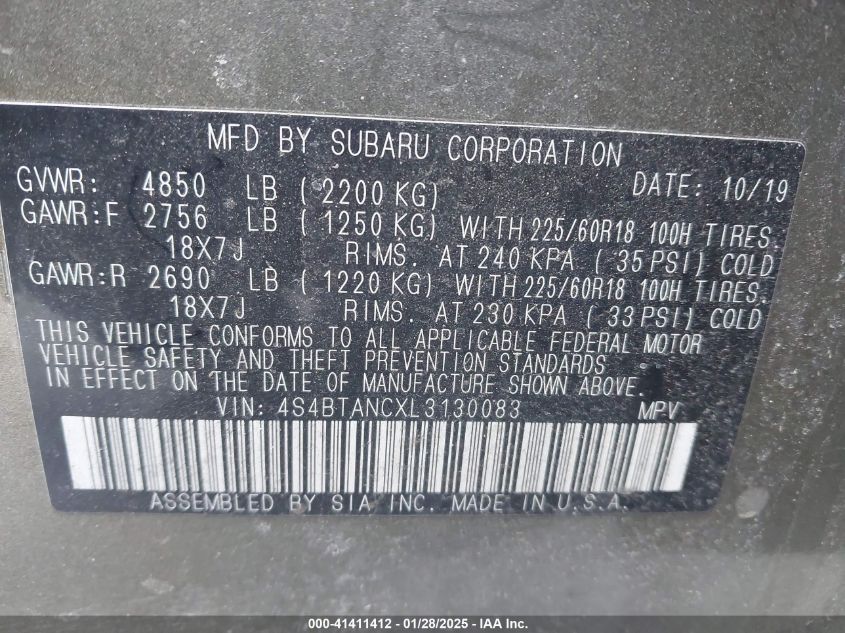 MFD BY SUBARU CORPORATION
GVWR: 4850 LB ( 2200 KG) DATE: 10/19
GAWR:F 2756 LB ( 1250 KG) WITH 225/60R18 100H TIRES.
18X7J RIMS. AT 240 KPA ( 35 PSI) COLD
GAWR:R 2690 LB ( 1220 KG) WITH 225/60R18 100H TIRES.
18X7J RIMS. AT 230 KPA ( 33 PSI) COLD
THIS VEHICLE CONFORMS TO ALL APPLICABLE FEDERAL MOTOR
VEHICLE SAFETY AND THEFT PREVENTION STANDARDS
IN EFFECT ON THE DATE OF MANUFACTURE SHOWN ABOVE.
VIN: 4S4BTANCXL3130083 MPV
ASSEMBLED BY SIA, INC. MADE IN U.S.A.
000-41411412 - 01/28/2025 - IAA Inc.